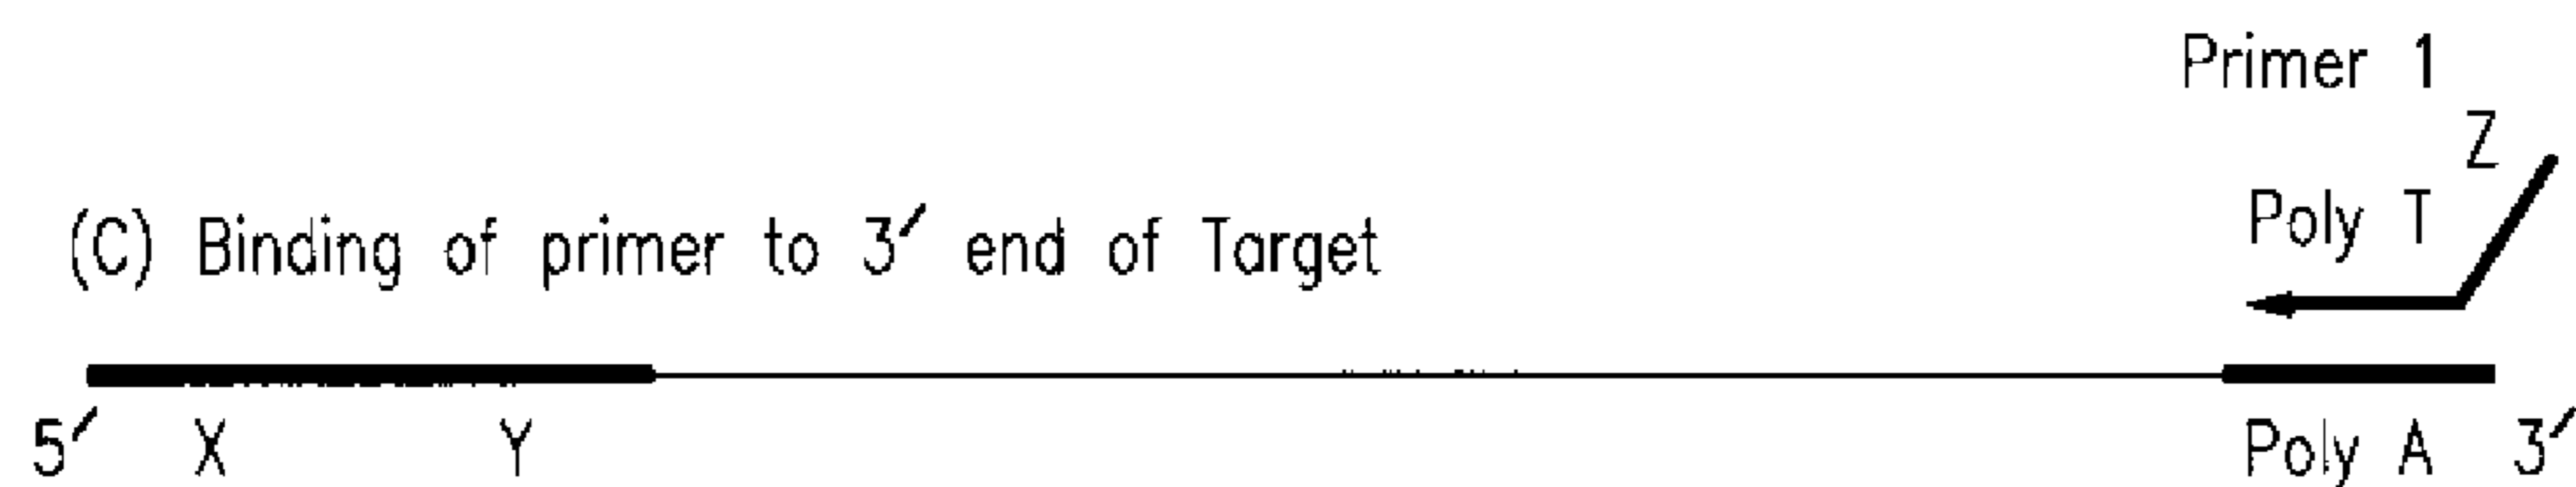 Primer 1
Z
Poly T
(C) Binding of primer to 3′ end of Target
5′ X Y Poly A 3′